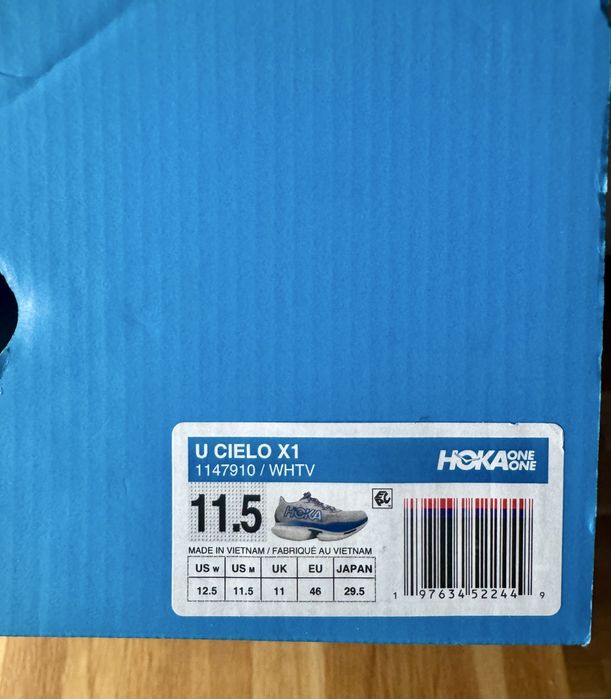 U CIELO X1
1147910 / WHTV
HOKA ONE ONE
11.5
HOKA
MADE IN VIETNAM / FABRIQUÉ AU VIETNAM
US W US M UK EU JAPAN
12.5 11.5 11 46 29.5
1 97634 52244 9